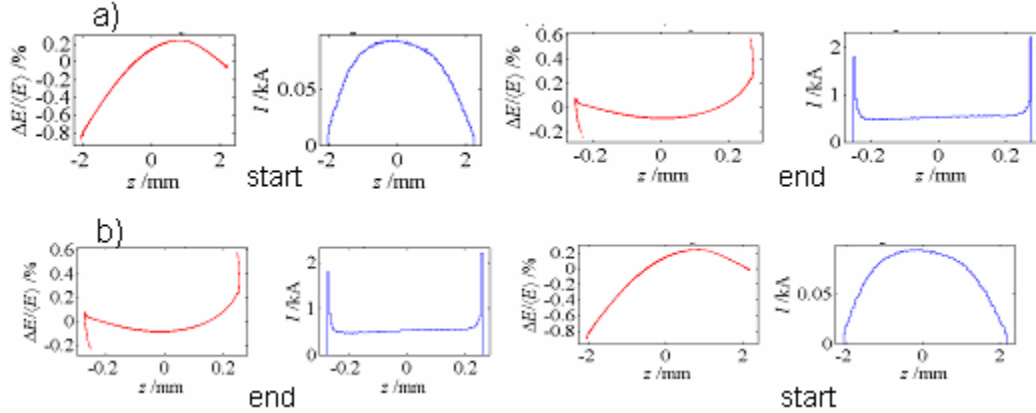 a)
ΔE/⟨E⟩ /%
0.2
0
-0.2
-0.4
-0.6
-0.8
-2 0 2
z /mm
I /kA
0.05
0
-2 0 2
z /mm
start
ΔE/⟨E⟩ /%
0.6
0.4
0.2
0
-0.2
-0.2 0 0.2
z /mm
I /kA
2
1
0
-0.2 0 0.2
z /mm
end
b)
ΔE/⟨E⟩ /%
0.6
0.4
0.2
0
-0.2
-0.2 0 0.2
z /mm
I /kA
2
1
0
-0.2 0 0.2
z /mm
end
ΔE/⟨E⟩ /%
0.2
0
-0.2
-0.4
-0.6
-0.8
-2 0 2
z /mm
I /kA
0.05
0
-2 0 2
z /mm
start